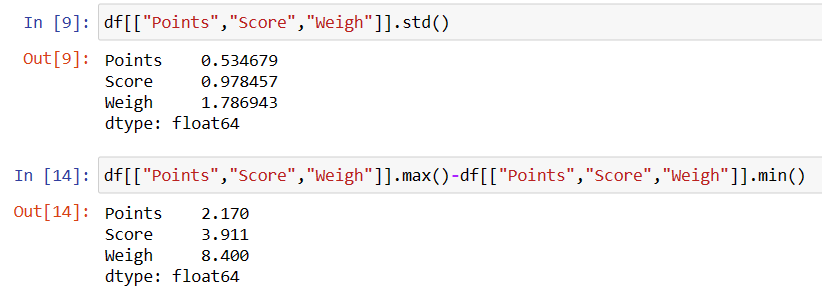 In [9]: df[["Points","Score","Weigh"]].std()
Out[9]: Points    0.534679
Score     0.978457
Weigh     1.786943
dtype: float64
In [14]: df[["Points","Score","Weigh"]].max()-df[["Points","Score","Weigh"]].min()
Out[14]: Points    2.170
Score     3.911
Weigh     8.400
dtype: float64